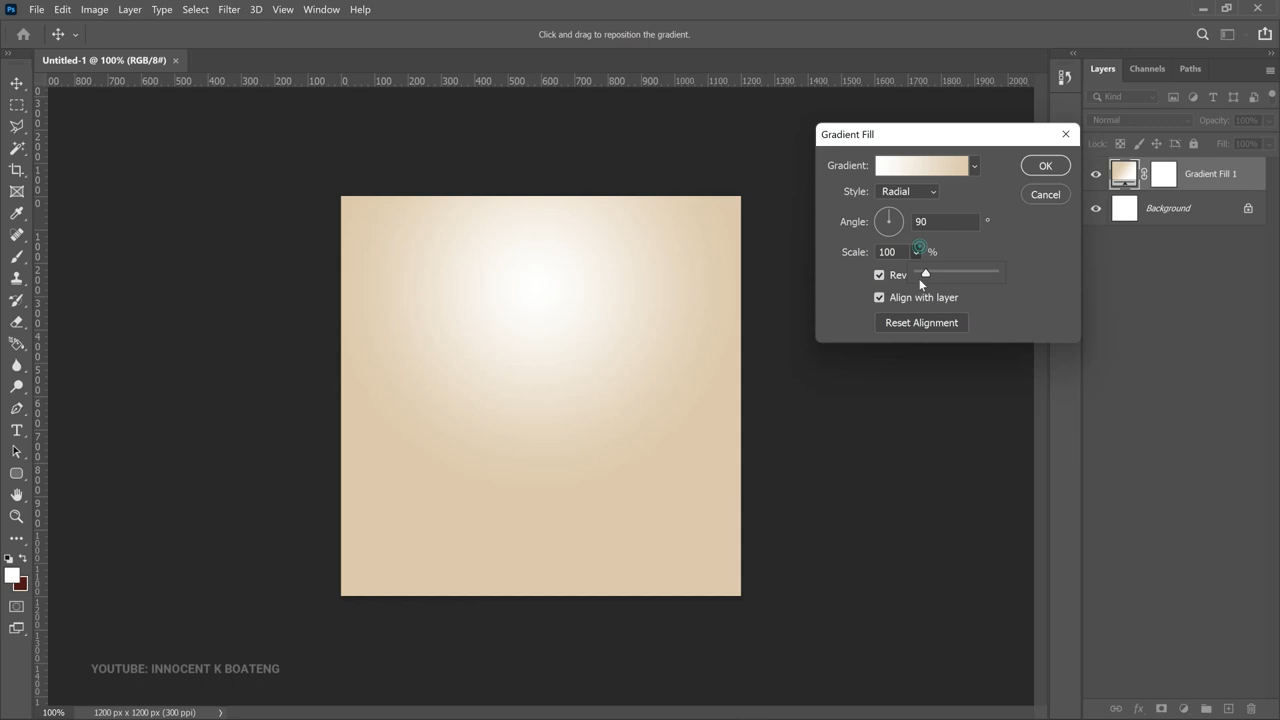 File Edit Image Layer Type Select Filter 3D View Window Help
Click and drag to reposition the gradient.
Untitled-1 @ 100% (RGB/8#) ×
Layers Channels Paths
Kind
Normal Opacity: 100%
Lock: Fill: 100%
Gradient Fill 1
Background
Gradient Fill
Gradient:
OK
Style: Radial
Cancel
Angle: 90 °
Scale: 100 %
Rev
Align with layer
Reset Alignment
YOUTUBE: INNOCENT K BOATENG
100% 1200 px x 1200 px (300 ppi)